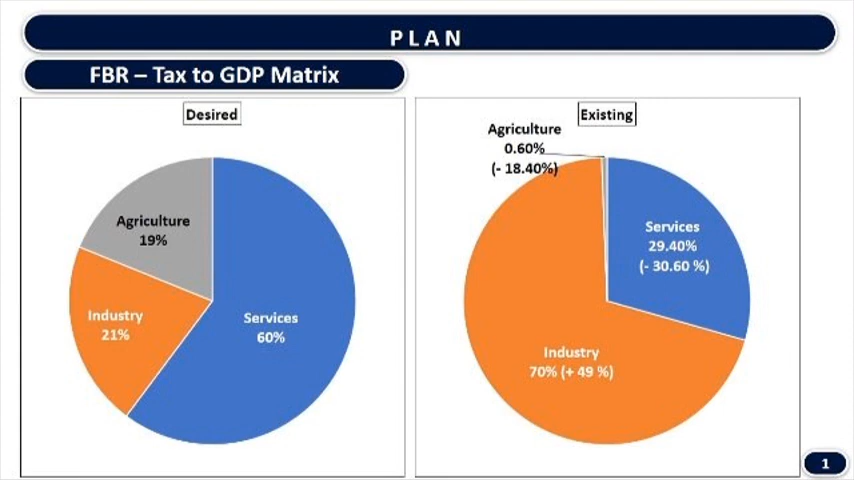 PLAN
FBR – Tax to GDP Matrix
Desired
Agriculture
19%
Industry
21%
Services
60%
Existing
Agriculture
0.60%
(- 18.40%)
Services
29.40%
(- 30.60 %)
Industry
70% (+ 49 %)
1